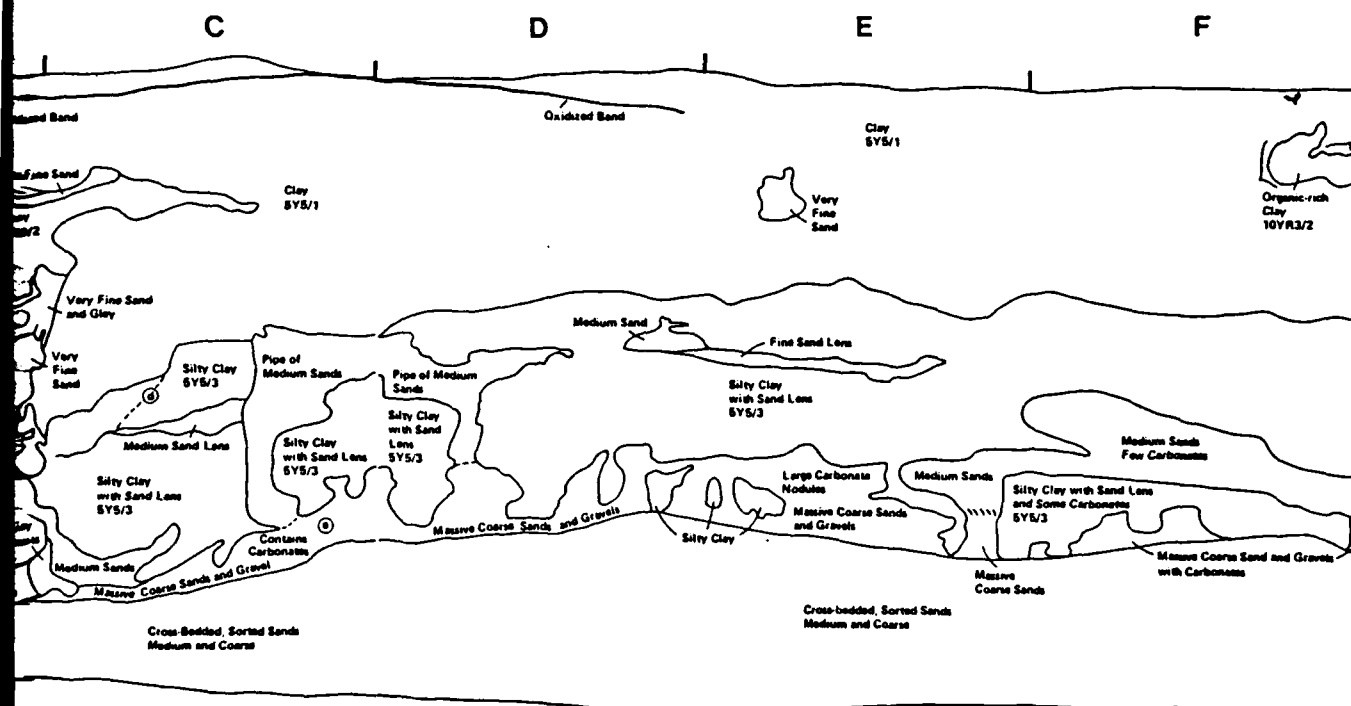 C
D
E
F
Band
Oxidized Band
Clay
5Y5/1
Fine Sand
Clay
5Y5/1
Very
Fine
Sand
Organic-rich
Clay
10YR3/2
Very Fine Sand
and Gley
Very
Fine
Sand
Medium Sand
Fine Sand Lens
Silty Clay
5Y5/3
Pipe of
Medium Sands
Pipe of Medium
Sands
Silty Clay
with Sand Lens
5Y5/3
Silty Clay
with Sand
Lens
5Y5/3
Medium Sand Lens
Silty Clay
with Sand Lens
5Y5/3
Medium Sands
Few Carbonates
Silty Clay
with Sand Lens
5Y5/3
Large Carbonate
Nodules
Medium Sands
Silty Clay with Sand Lens
and Some Carbonates
5Y5/3
Massive Coarse Sands and Gravels
Massive Coarse Sands
and Gravels
Silty Clay
Contains
Carbonates
Medium Sands
Massive Coarse Sands and Gravel
Massive
Coarse Sands
Massive Coarse Sand and Gravels
with Carbonates
Cross-bedded, Sorted Sands
Medium and Coarse
Cross-Bedded, Sorted Sands
Medium and Coarse